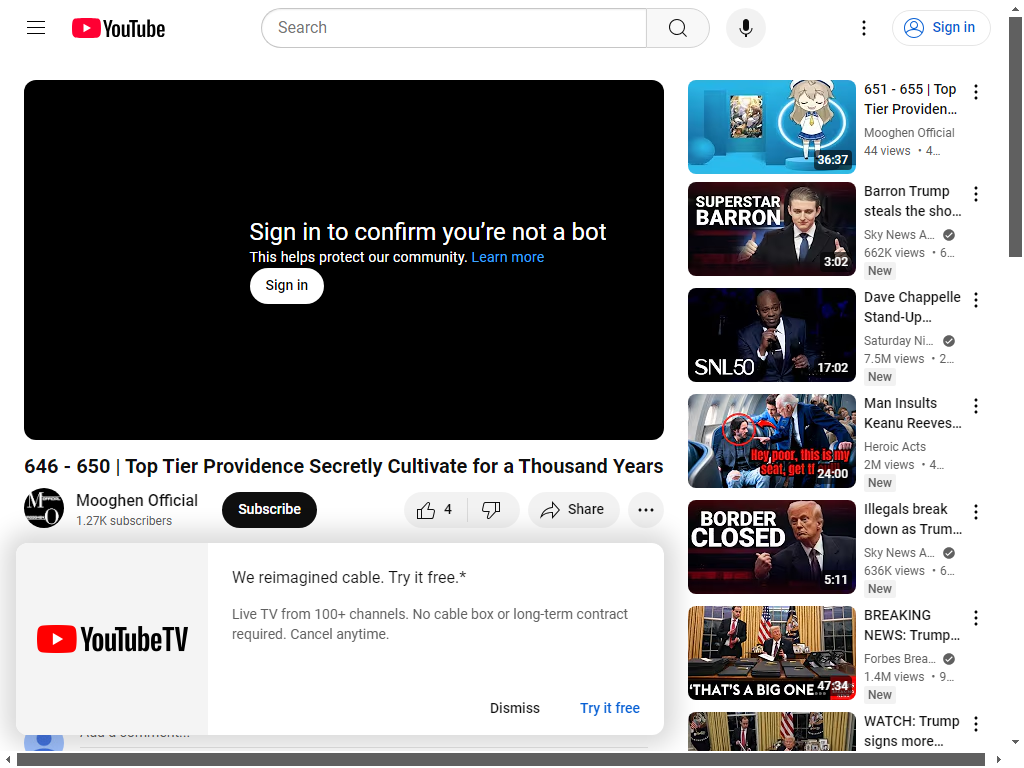 YouTube
Search
Sign in
Sign in to confirm you're not a bot
This helps protect our community. Learn more
Sign in
646 - 650 | Top Tier Providence Secretly Cultivate for a Thousand Years
Mooghen Official
1.27K subscribers
Subscribe
4
Share
We reimagined cable. Try it free.*
Live TV from 100+ channels. No cable box or long-term contract
required. Cancel anytime.
YouTubeTV
Dismiss
Try it free
Add a comment...
36:37
651 - 655 | Top
Tier Providen...
Mooghen Official
44 views • 4...
SUPERSTAR
BARRON
3:02
Barron Trump
steals the sho...
Sky News A...
662K views • 6...
New
SNL50
17:02
Dave Chappelle
Stand-Up...
Saturday Ni...
7.5M views • 2...
New
Hey poor, this is my
seat, get
24:00
Man Insults
Keanu Reeves...
Heroic Acts
2M views • 4...
New
BORDER
CLOSED
5:11
Illegals break
down as Trum...
Sky News A...
636K views • 6...
New
'THAT'S A BIG ONE...
47:34
BREAKING
NEWS: Trump...
Forbes Brea...
1.4M views • 9...
New
WATCH: Trump
signs more...